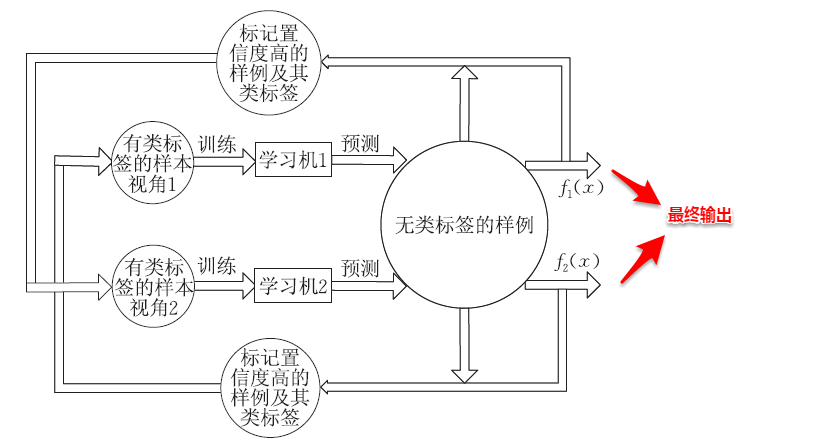 标记置
信度高的
样例及其
类标签
有类标
签的样本
视角1
训练
学习机1
预测
f₁(x)
无类标签的样例
最终输出
有类标
签的样本
视角2
训练
学习机2
预测
f₂(x)
标记置
信度高的
样例及其
类标签